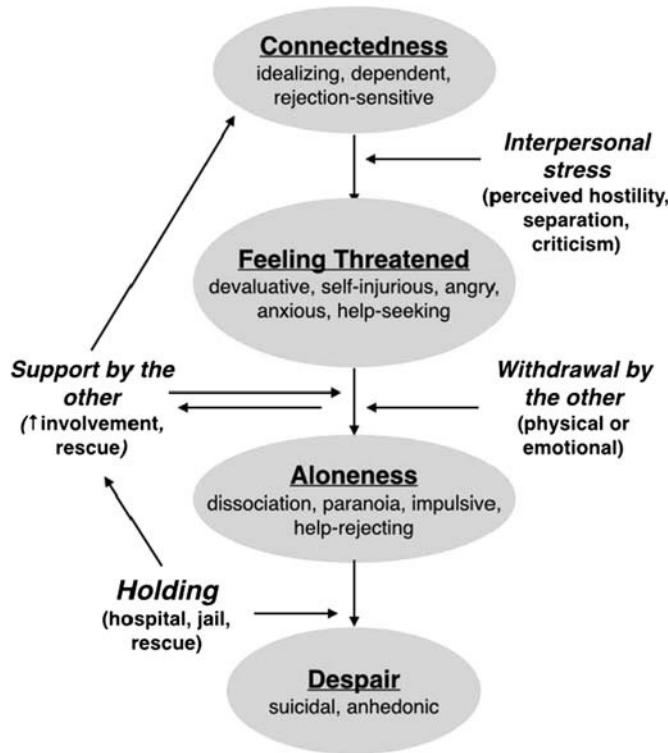 Connectedness
idealizing, dependent,
rejection-sensitive
Interpersonal
stress
(perceived hostility,
separation,
criticism)
Feeling Threatened
devaluative, self-injurious, angry,
anxious, help-seeking
Support by the
other
(↑involvement,
rescue)
Withdrawal by
the other
(physical or
emotional)
Aloneness
dissociation, paranoia, impulsive,
help-rejecting
Holding
(hospital, jail,
rescue)
Despair
suicidal, anhedonic